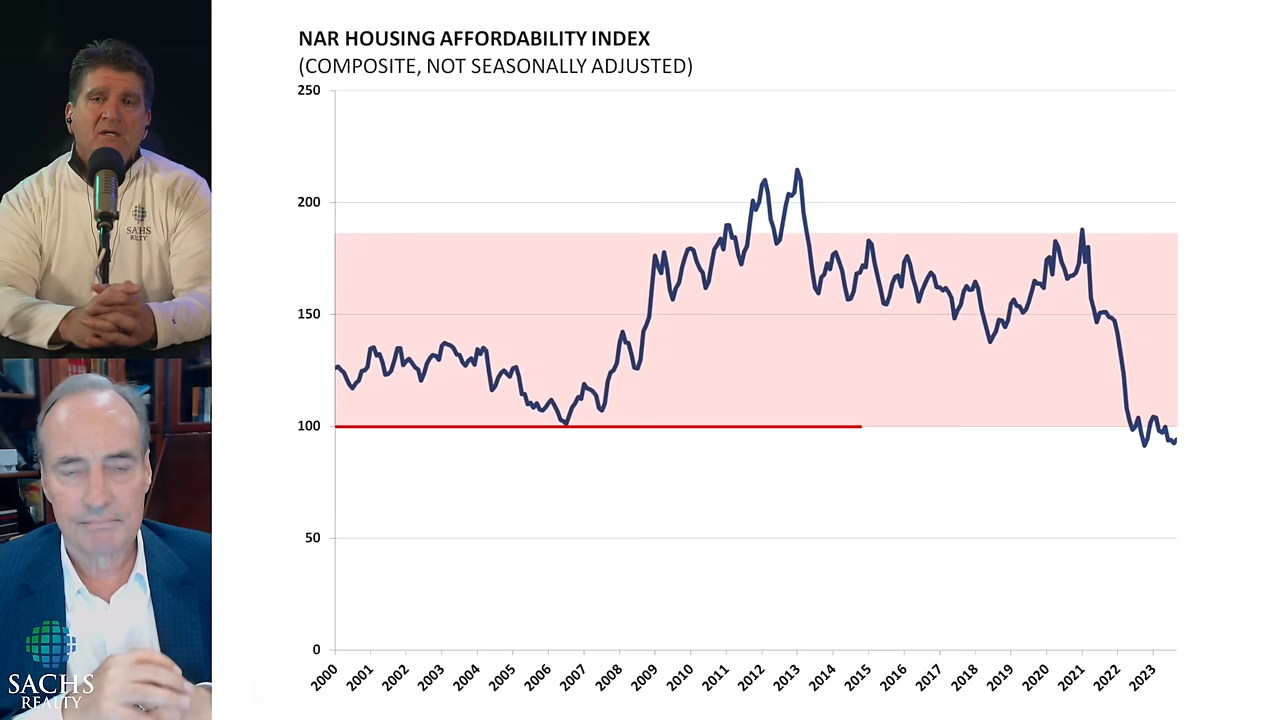 NAR HOUSING AFFORDABILITY INDEX
(COMPOSITE, NOT SEASONALLY ADJUSTED)
250
200
150
100
50
0
2000 2001 2002 2003 2004 2005 2006 2007 2008 2009 2010 2011 2012 2013 2014 2015 2016 2017 2018 2019 2020 2021 2022 2023
SACHS
REALTY
SACHS
REALTY